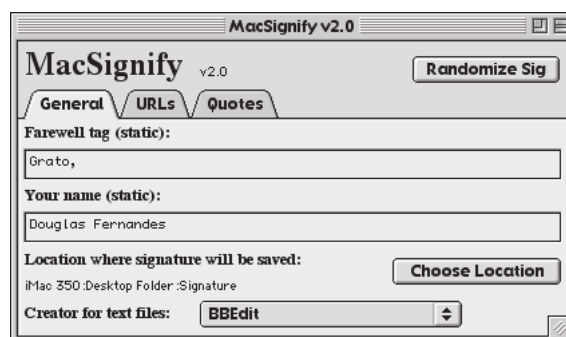 MacSignify v2.0
MacSignify v2.0
Randomize Sig
General URLs Quotes
Farewell tag (static):
Grato,
Your name (static):
Douglas Fernandes
Location where signature will be saved:
Choose Location
iMac 350:Desktop Folder:Signature
Creator for text files: BBEdit